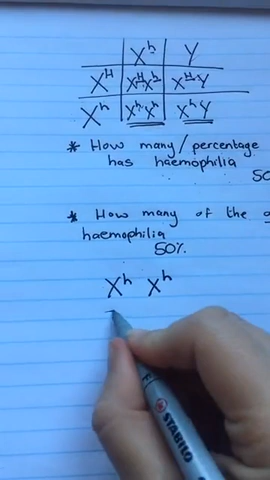 Xʰ Y
Xᴴ XᴴXʰ XᴴY
Xʰ XʰXʰ XʰY
* How many/percentage
has haemophilia
50
* How many of the
haemophilia
50%.
Xʰ Xʰ
STABILO